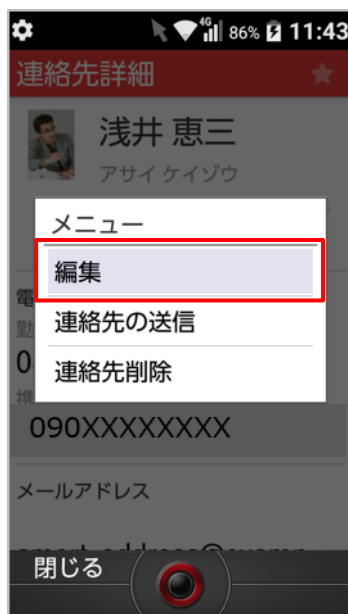 4G 86% 11:43
連絡先詳細
浅井 恵三
アサイ ケイゾウ
メニュー
編集
連絡先の送信
連絡先削除
090XXXXXXXX
メールアドレス
閉じる